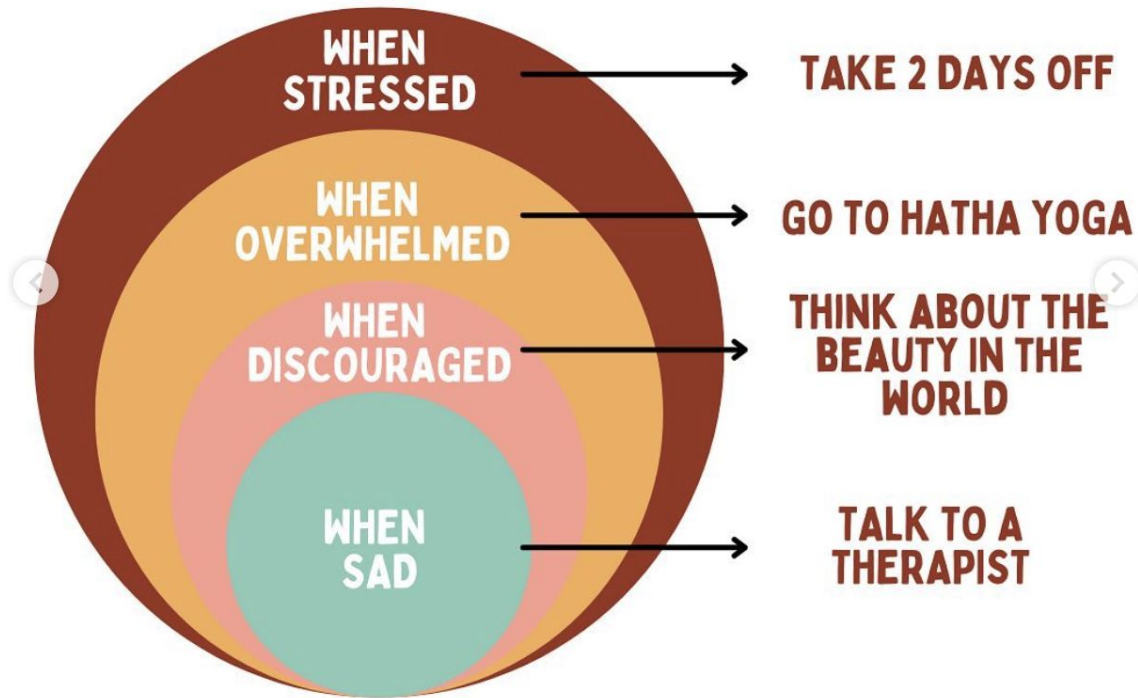 WHEN
STRESSED
TAKE 2 DAYS OFF
WHEN
OVERWHELMED
GO TO HATHA YOGA
WHEN
DISCOURAGED
THINK ABOUT THE
BEAUTY IN THE
WORLD
WHEN
SAD
TALK TO A
THERAPIST